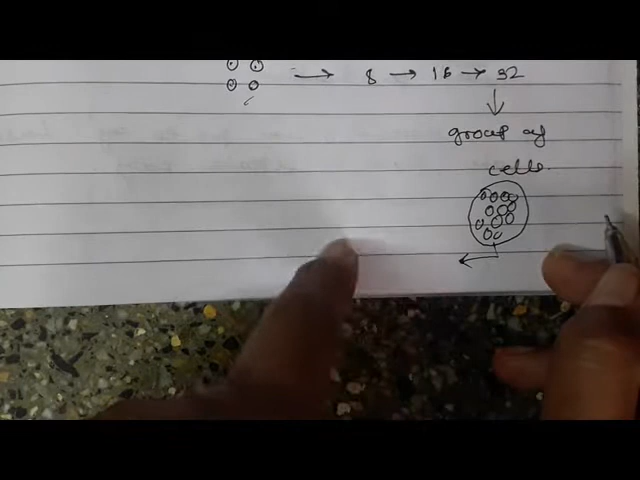 → 8 → 16 → 32
group of
cells.